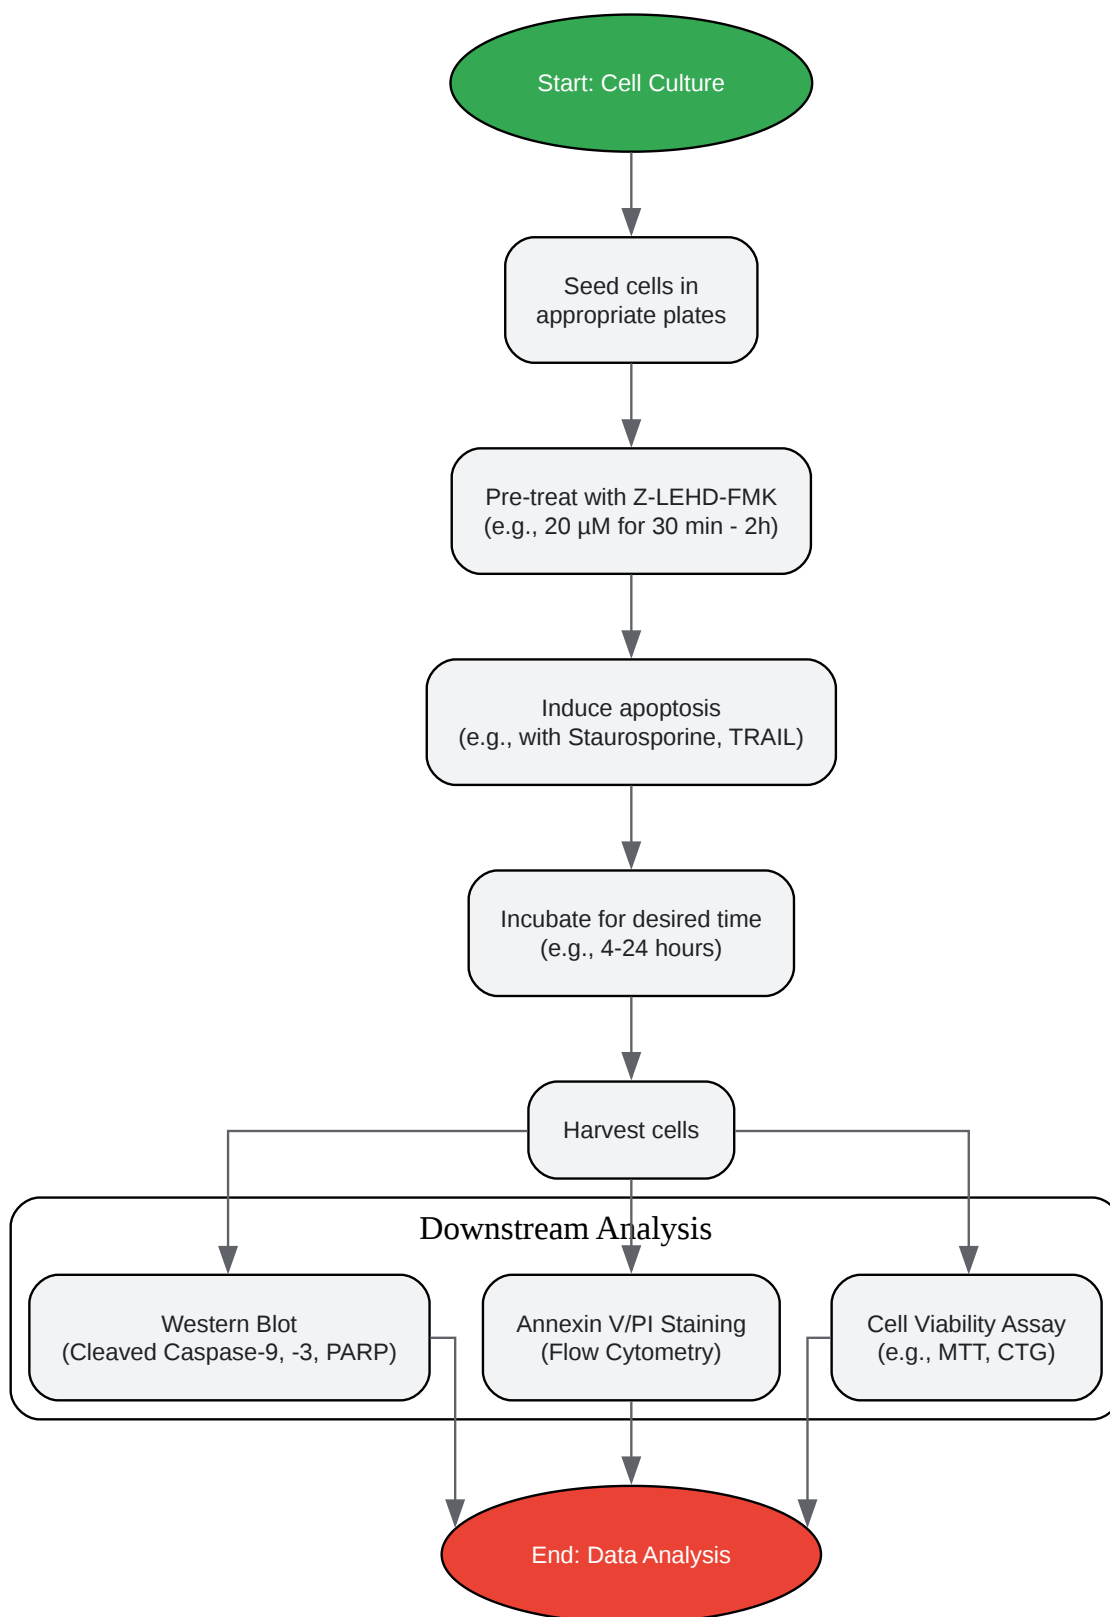 Start: Cell Culture
Seed cells in
appropriate plates
Pre-treat with Z-LEHD-FMK
(e.g., 20 µM for 30 min - 2h)
Induce apoptosis
(e.g., with Staurosporine, TRAIL)
Incubate for desired time
(e.g., 4-24 hours)
Harvest cells
Downstream Analysis
Western Blot
(Cleaved Caspase-9, -3, PARP)
Annexin V/PI Staining
(Flow Cytometry)
Cell Viability Assay
(e.g., MTT, CTG)
End: Data Analysis